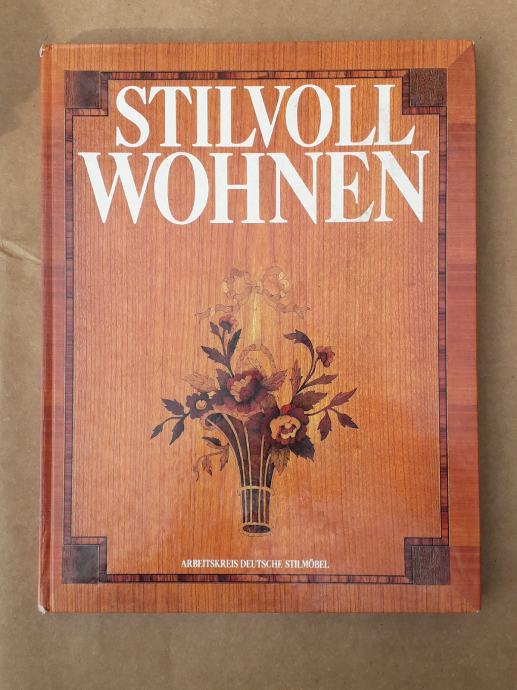 STILVOLL
WOHNEN
ARBEITSKREIS DEUTSCHE STILMÖBEL